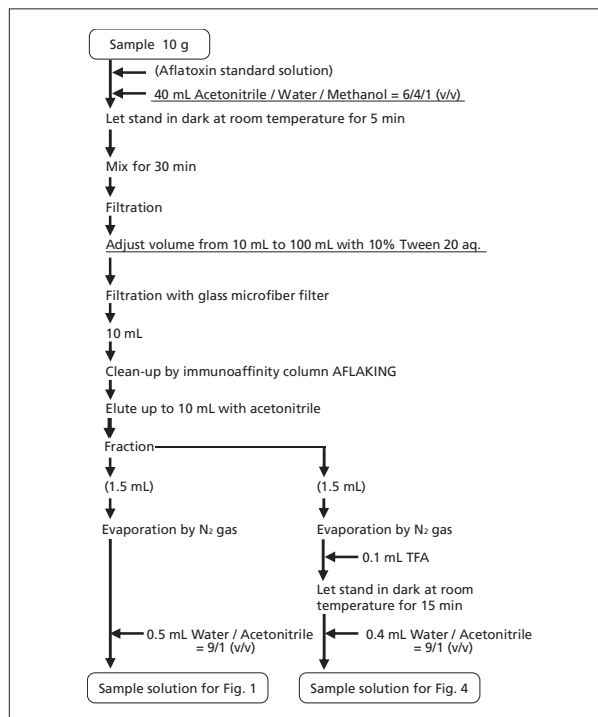 Sample 10 g
(Aflatoxin standard solution)
40 mL Acetonitrile / Water / Methanol = 6/4/1 (v/v)
Let stand in dark at room temperature for 5 min
Mix for 30 min
Filtration
Adjust volume from 10 mL to 100 mL with 10% Tween 20 aq.
Filtration with glass microfiber filter
10 mL
Clean-up by immunoaffinity column AFLAKING
Elute up to 10 mL with acetonitrile
Fraction
(1.5 mL)
Evaporation by N₂ gas
0.5 mL Water / Acetonitrile
= 9/1 (v/v)
Sample solution for Fig. 1
(1.5 mL)
Evaporation by N₂ gas
0.1 mL TFA
Let stand in dark at room
temperature for 15 min
0.4 mL Water / Acetonitrile
= 9/1 (v/v)
Sample solution for Fig. 4